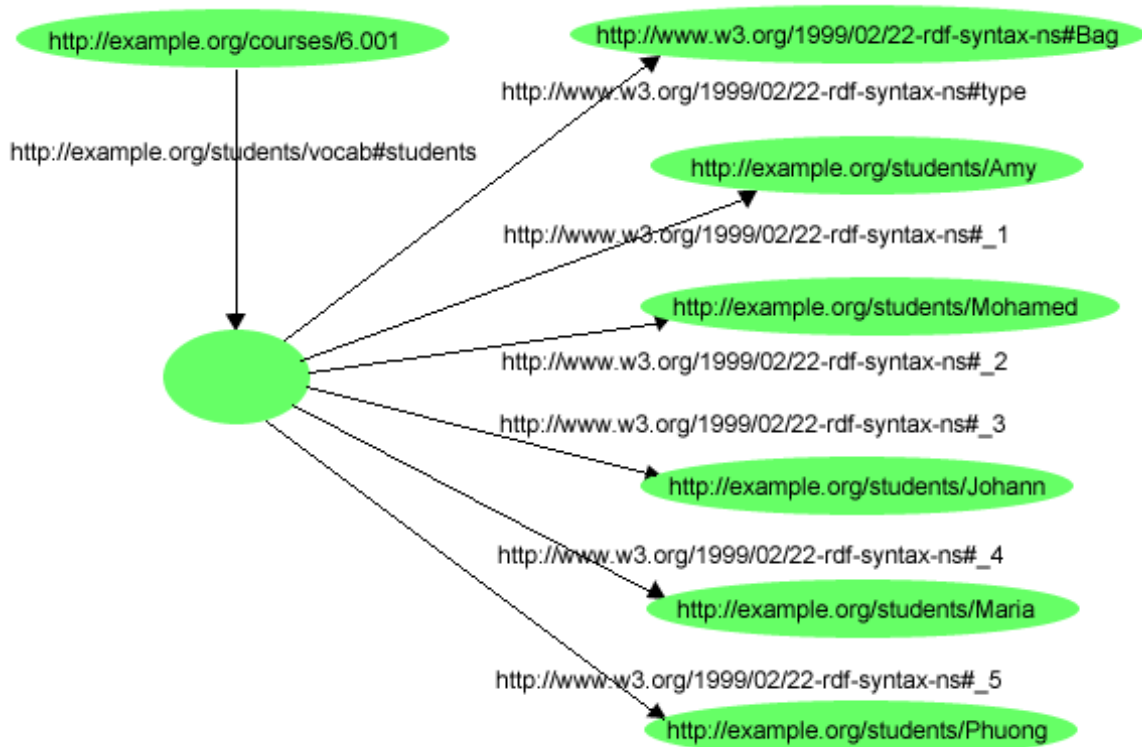 http://example.org/courses/6.001
http://www.w3.org/1999/02/22-rdf-syntax-ns#Bag
http://www.w3.org/1999/02/22-rdf-syntax-ns#type
http://example.org/students/vocab#students
http://example.org/students/Amy
http://www.w3.org/1999/02/22-rdf-syntax-ns#_1
http://example.org/students/Mohamed
http://www.w3.org/1999/02/22-rdf-syntax-ns#_2
http://www.w3.org/1999/02/22-rdf-syntax-ns#_3
http://example.org/students/Johann
http://www.w3.org/1999/02/22-rdf-syntax-ns#_4
http://example.org/students/Maria
http://www.w3.org/1999/02/22-rdf-syntax-ns#_5
http://example.org/students/Phuong